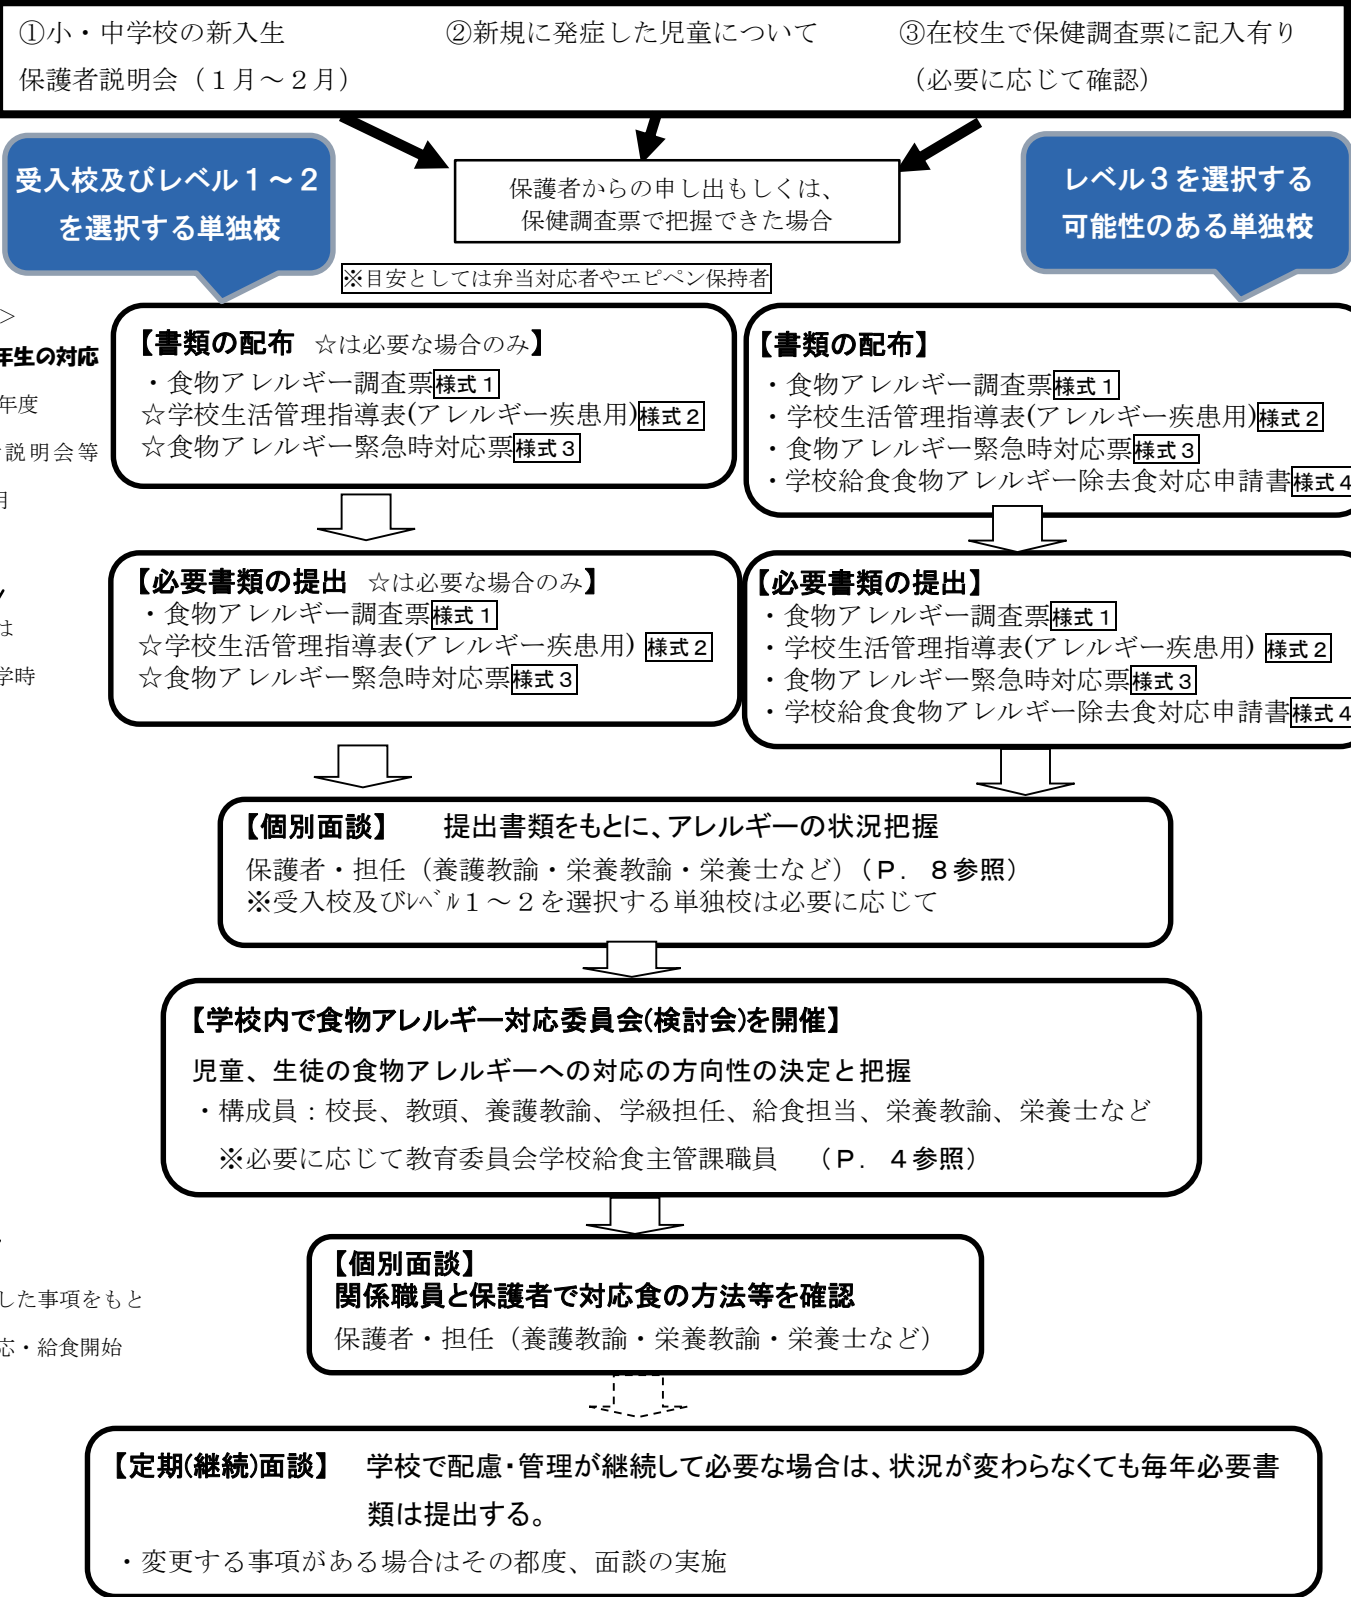 ①小・中学校の新入生
保護者説明会（１月～２月）
②新規に発症した児童について
③在校生で保健調査票に記入有り
（必要に応じて確認）
受入校及びレベル１～２
を選択する単独校
保護者からの申し出もしくは、
保健調査票で把握できた場合
レベル３を選択する
可能性のある単独校
※目安としては弁当対応者やエピペン保持者
＞
年生の対応
年度
説明会等
月
は
学時
した事項をもと
応・給食開始
【書類の配布　☆は必要な場合のみ】
・食物アレルギー調査票様式１
☆学校生活管理指導表(アレルギー疾患用)様式２
☆食物アレルギー緊急時対応票様式３
【書類の配布】
・食物アレルギー調査票様式１
・学校生活管理指導表(アレルギー疾患用)様式２
・食物アレルギー緊急時対応票様式３
・学校給食食物アレルギー除去食対応申請書様式４
【必要書類の提出　☆は必要な場合のみ】
・食物アレルギー調査票様式１
☆学校生活管理指導表(アレルギー疾患用) 様式２
☆食物アレルギー緊急時対応票様式３
【必要書類の提出】
・食物アレルギー調査票様式１
・学校生活管理指導表(アレルギー疾患用) 様式２
・食物アレルギー緊急時対応票様式３
・学校給食食物アレルギー除去食対応申請書様式４
【個別面談】　提出書類をもとに、アレルギーの状況把握
保護者・担任（養護教諭・栄養教諭・栄養士など）（Ｐ．８参照）
※受入校及びﾚﾍﾞﾙ１～２を選択する単独校は必要に応じて
【学校内で食物アレルギー対応委員会(検討会)を開催】
児童、生徒の食物アレルギーへの対応の方向性の決定と把握
・構成員：校長、教頭、養護教諭、学級担任、給食担当、栄養教諭、栄養士など
※必要に応じて教育委員会学校給食主管課職員　（Ｐ．４参照）
【個別面談】
関係職員と保護者で対応食の方法等を確認
保護者・担任（養護教諭・栄養教諭・栄養士など）
【定期(継続)面談】　学校で配慮・管理が継続して必要な場合は、状況が変わらなくても毎年必要書
類は提出する。
・変更する事項がある場合はその都度、面談の実施